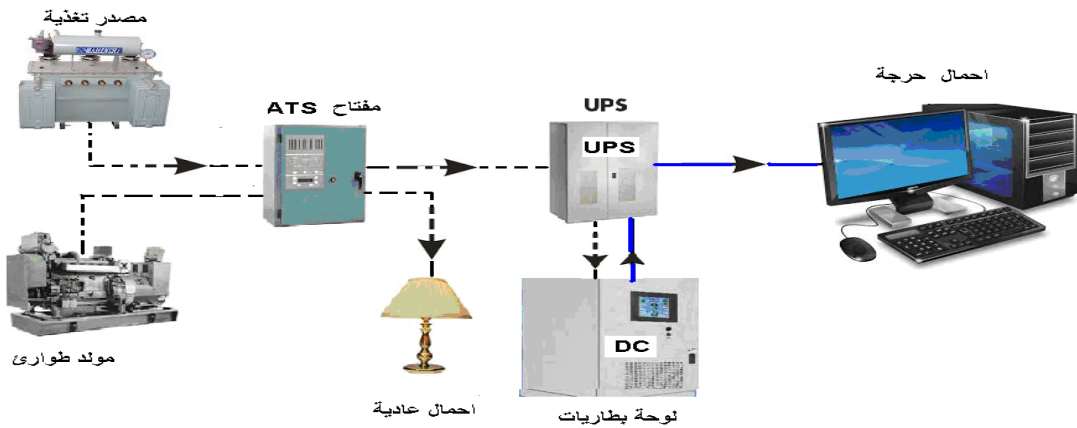 مصدر تغذية
مفتاح ATS
UPS
UPS
احمال حرجة
DC
مولد طوارئ
احمال عادية
لوحة بطاريات